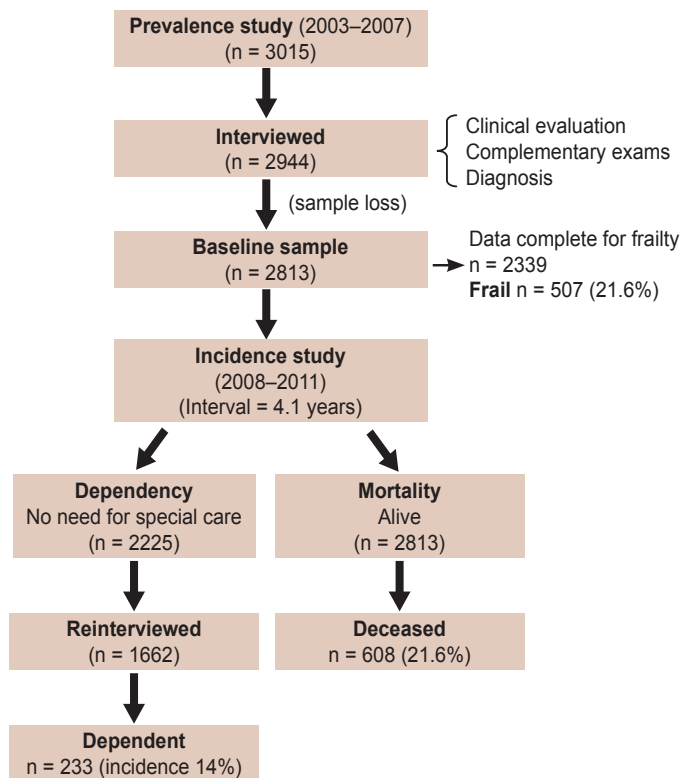 Prevalence study (2003–2007)
(n = 3015)
Interviewed
(n = 2944)
Clinical evaluation
Complementary exams
Diagnosis
(sample loss)
Baseline sample
(n = 2813)
Data complete for frailty
n = 2339
Frail n = 507 (21.6%)
Incidence study
(2008–2011)
(Interval = 4.1 years)
Dependency
No need for special care
(n = 2225)
Mortality
Alive
(n = 2813)
Reinterviewed
(n = 1662)
Deceased
n = 608 (21.6%)
Dependent
n = 233 (incidence 14%)